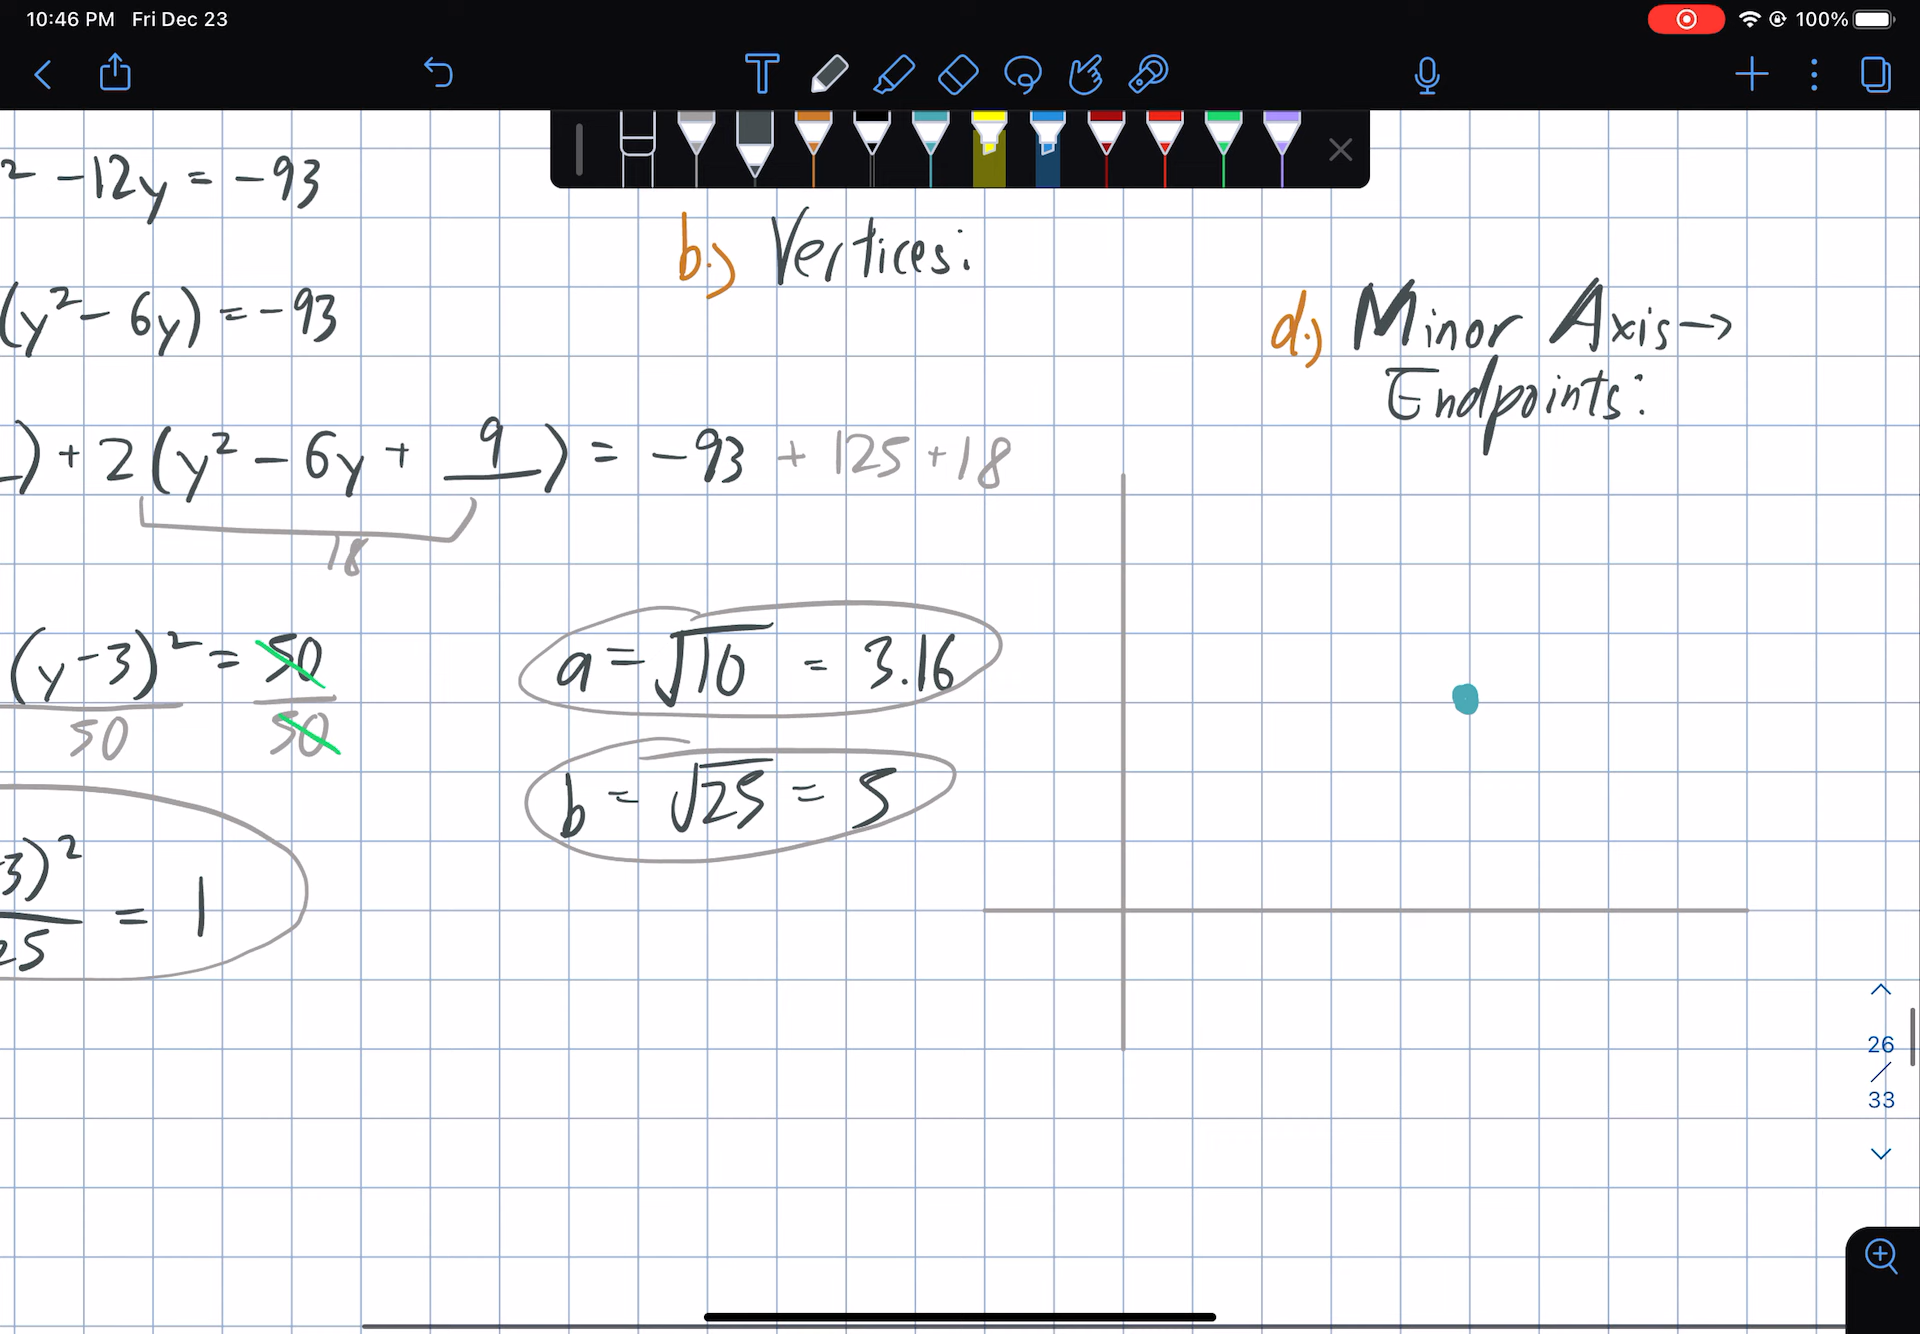 10:46 PM Fri Dec 23
100%
² -12y = -93
(y² - 6y) = -93
) + 2(y² - 6y + 9) = -93 + 125 + 18
18
(y-3)² = 50
50 50
3)²
25
= 1
b.) Vertices:
a = √10 = 3.16
b = √25 = 5
d.) Minor Axis→
Endpoints:
26
/
33